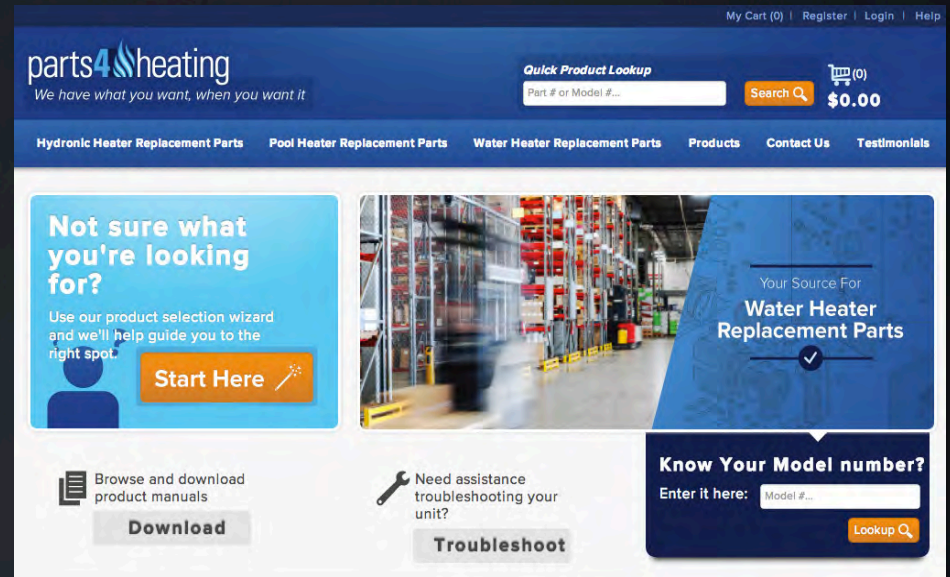 My Cart (0) | Register | Login | Help
parts4heating
We have what you want, when you want it
Quick Product Lookup
Part # or Model #...
Search
(0)
$0.00
Hydronic Heater Replacement Parts Pool Heater Replacement Parts Water Heater Replacement Parts Products Contact Us Testimonials
Not sure what
you're looking
for?
Use our product selection wizard
and we'll help guide you to the
right spot.
Start Here
Your Source For
Water Heater
Replacement Parts
Browse and download
product manuals
Download
Need assistance
troubleshooting your
unit?
Troubleshoot
Know Your Model number?
Enter it here: Model #...
Lookup